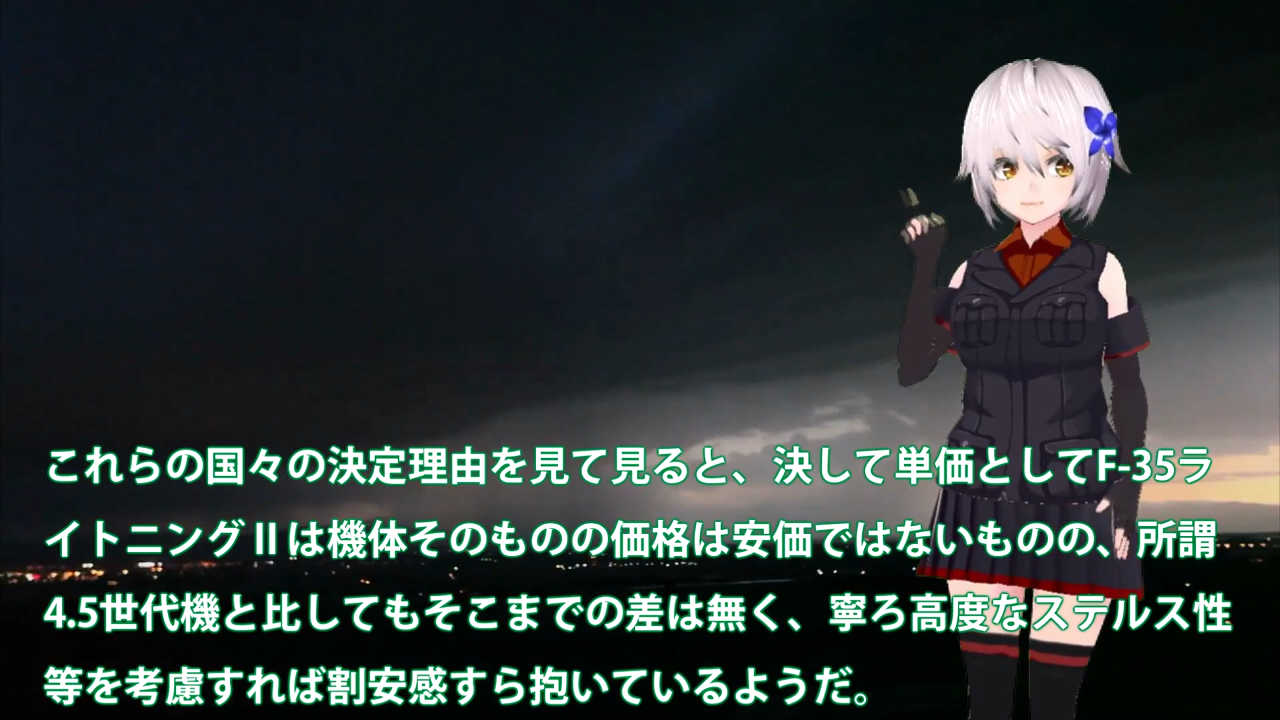 これらの国々の決定理由を見て見ると、決して単価としてF-35ラ
イトニングⅡは機体そのものの価格は安価ではないものの、所謂
4.5世代機と比してもそこまでの差は無く、寧ろ高度なステルス性
等を考慮すれば割安感すら抱いているようだ。